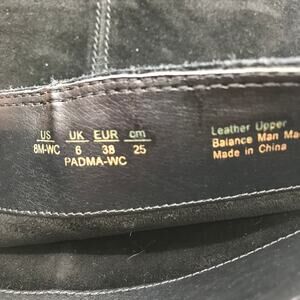 US UK EUR cm
8M-WC 6 38 25
PADMA-WC
Leather Upper
Balance Man Ma
Made in China